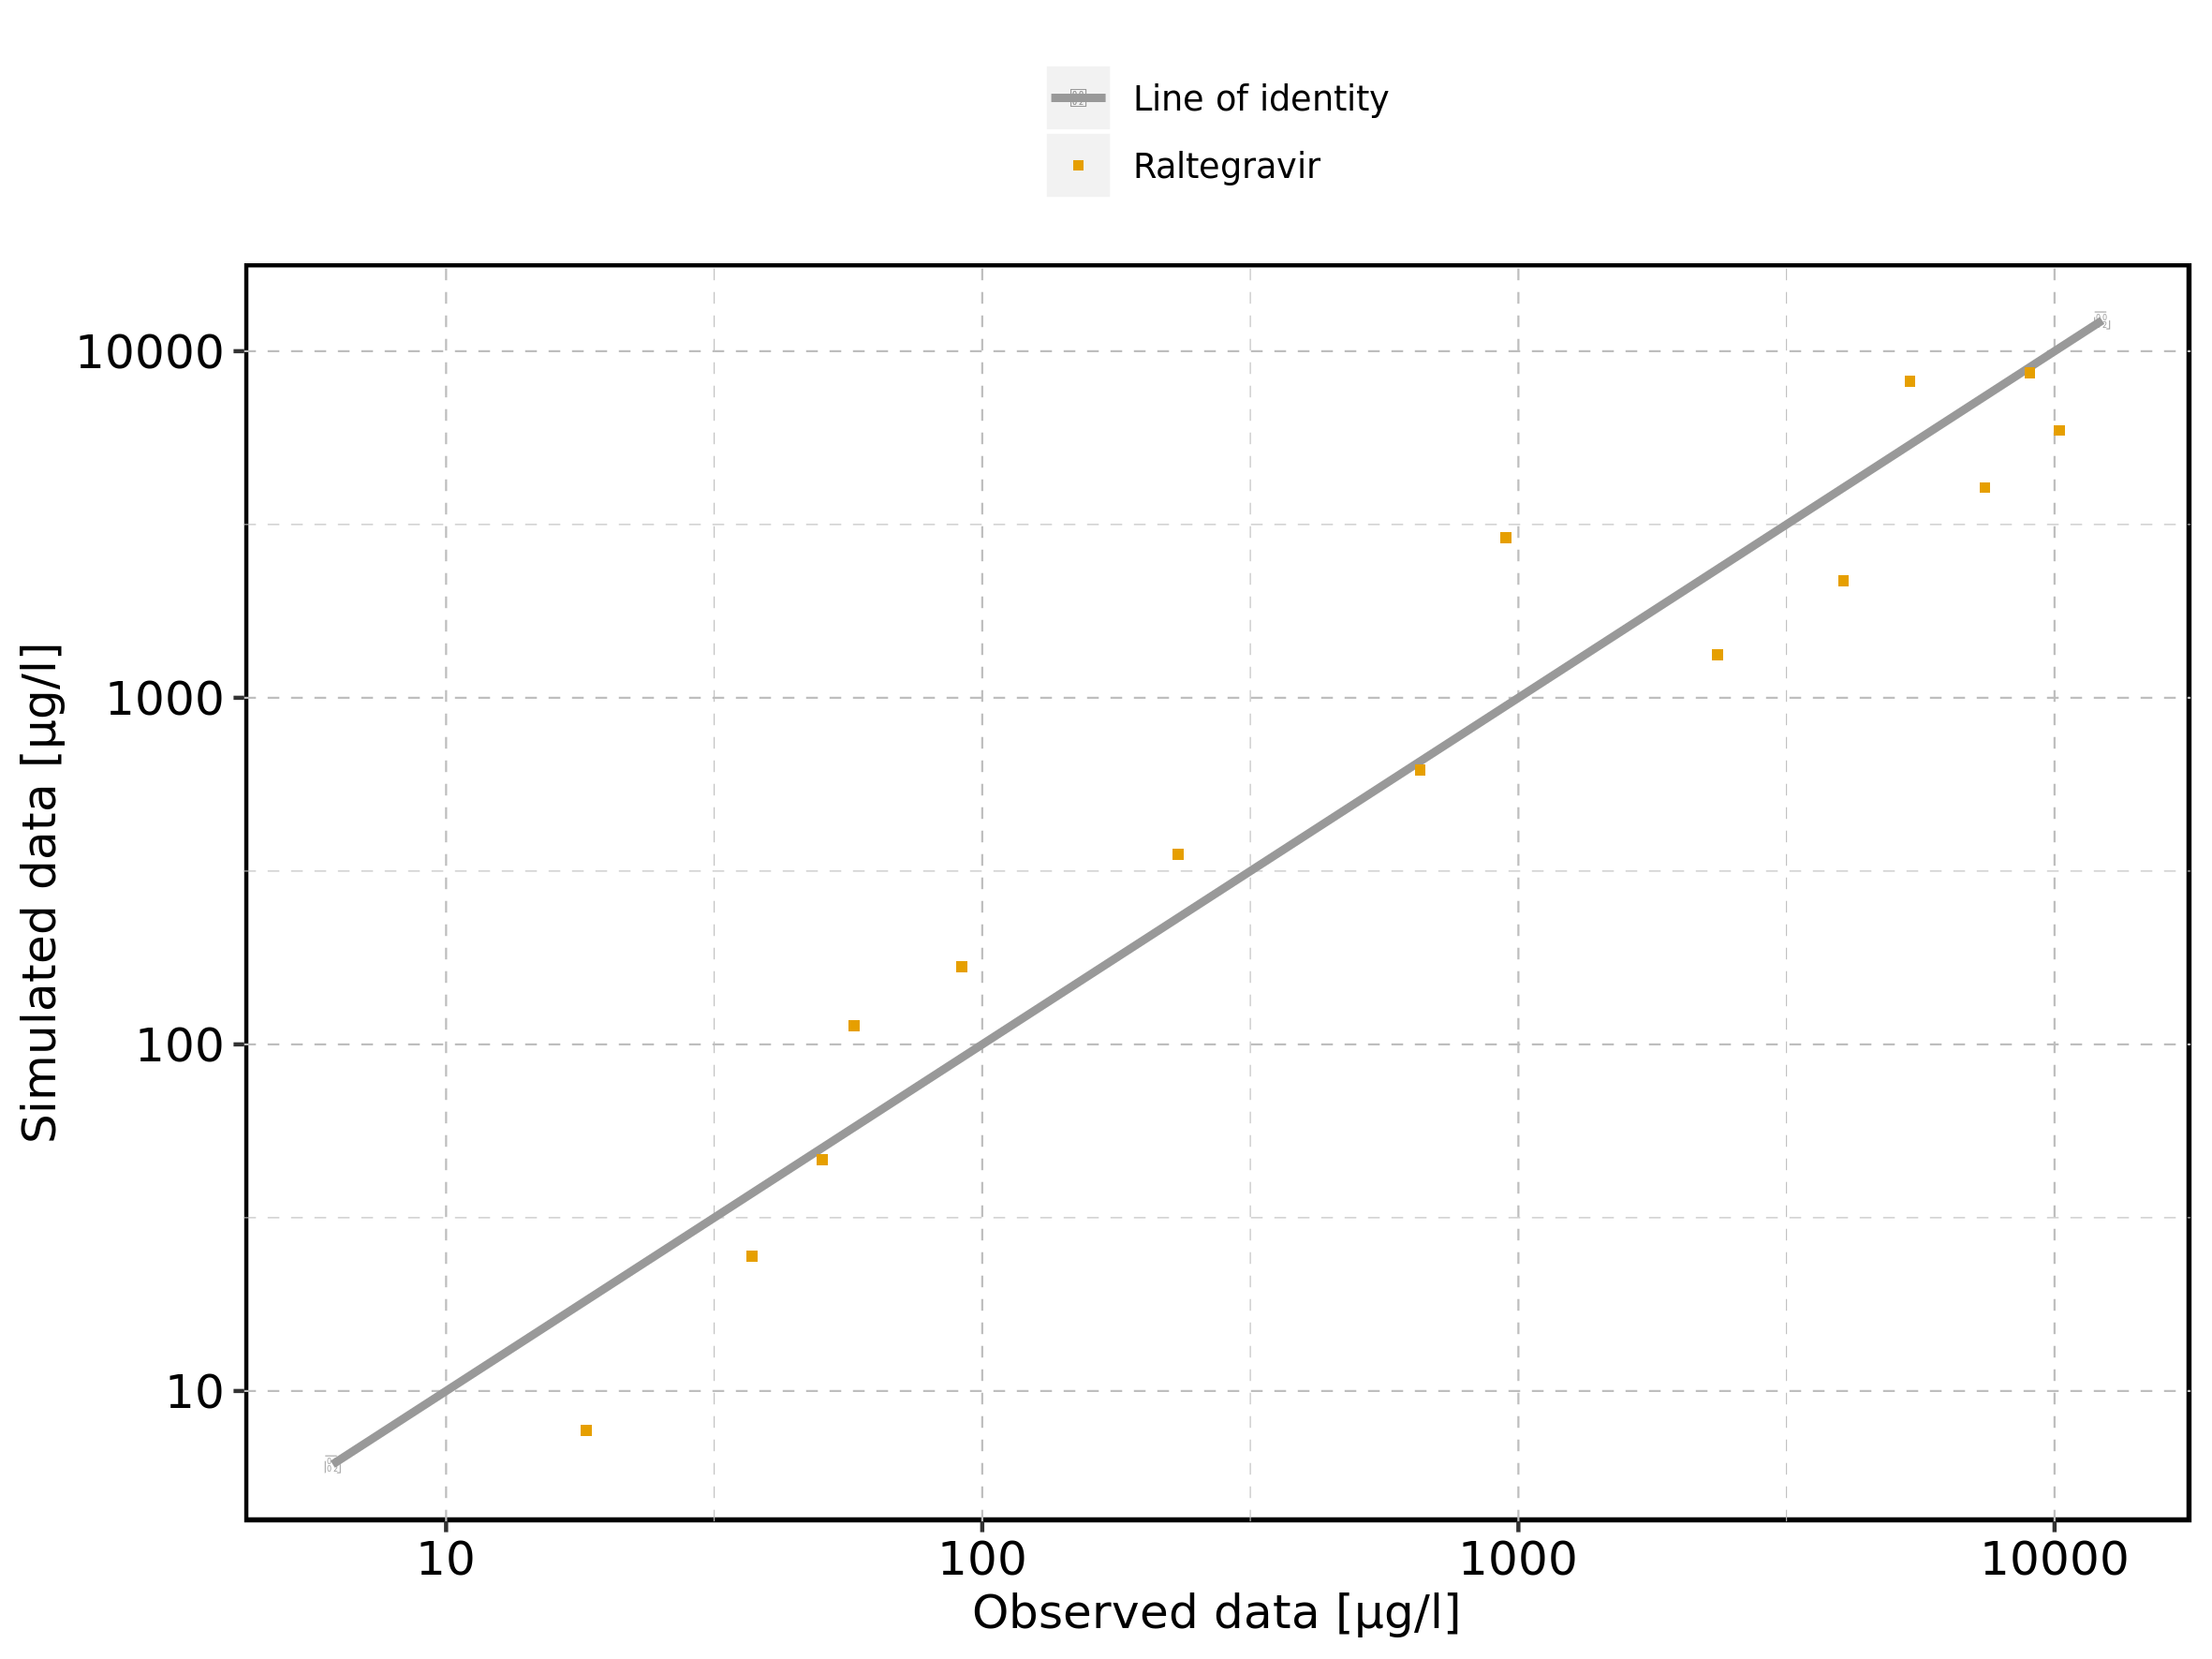 Line of identity
Raltegravir
10000
1000
100
10
Simulated data [µg/l]
10 100 1000 10000
Observed data [µg/l]